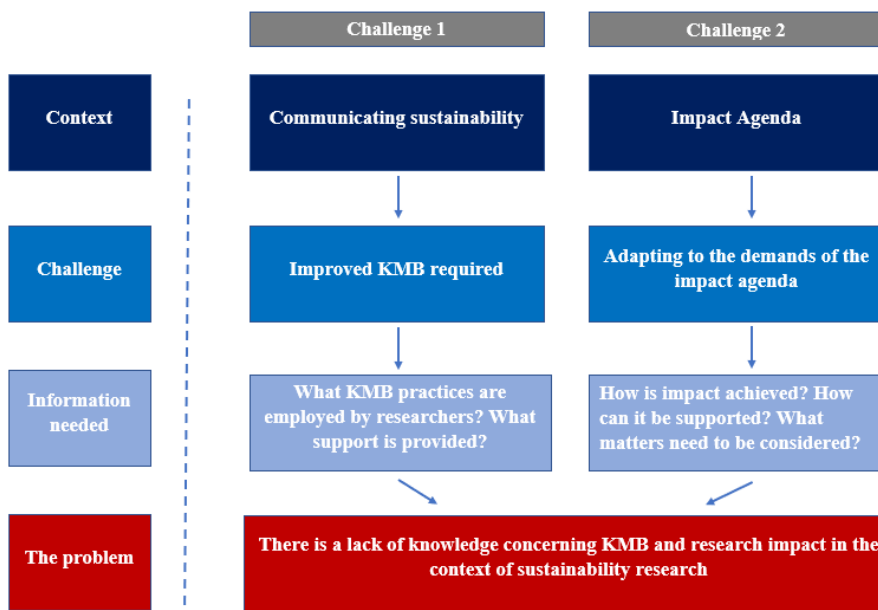 Challenge 1
Challenge 2
Context
Communicating sustainability
Impact Agenda
Challenge
Improved KMB required
Adapting to the demands of the
impact agenda
Information
needed
What KMB practices are
employed by researchers? What
support is provided?
How is impact achieved? How
can it be supported? What
matters need to be considered?
The problem
There is a lack of knowledge concerning KMB and research impact in the
context of sustainability research